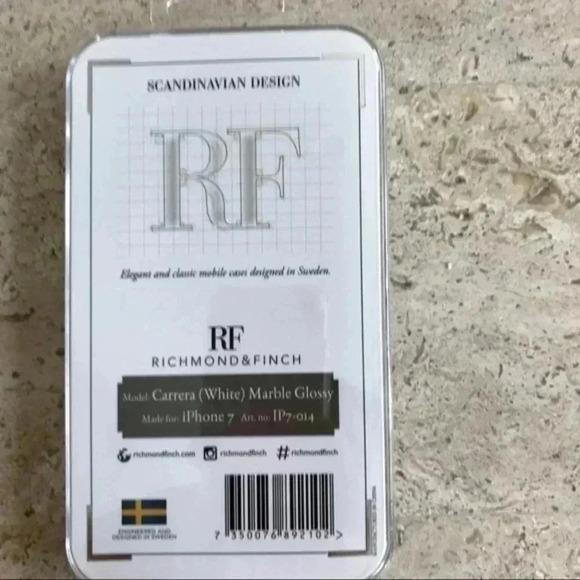 SCANDINAVIAN DESIGN
RF
Elegant and classic mobile cases designed in Sweden.
RF
RICHMOND&FINCH
Model: Carrera (White) Marble Glossy
Made for: iPhone 7 Art. no: IP7-014
richmondfinch.com richmondfinch #richmondfinch
ENGINEERED AND
DESIGNED IN SWEDEN
7 350076 892102 >